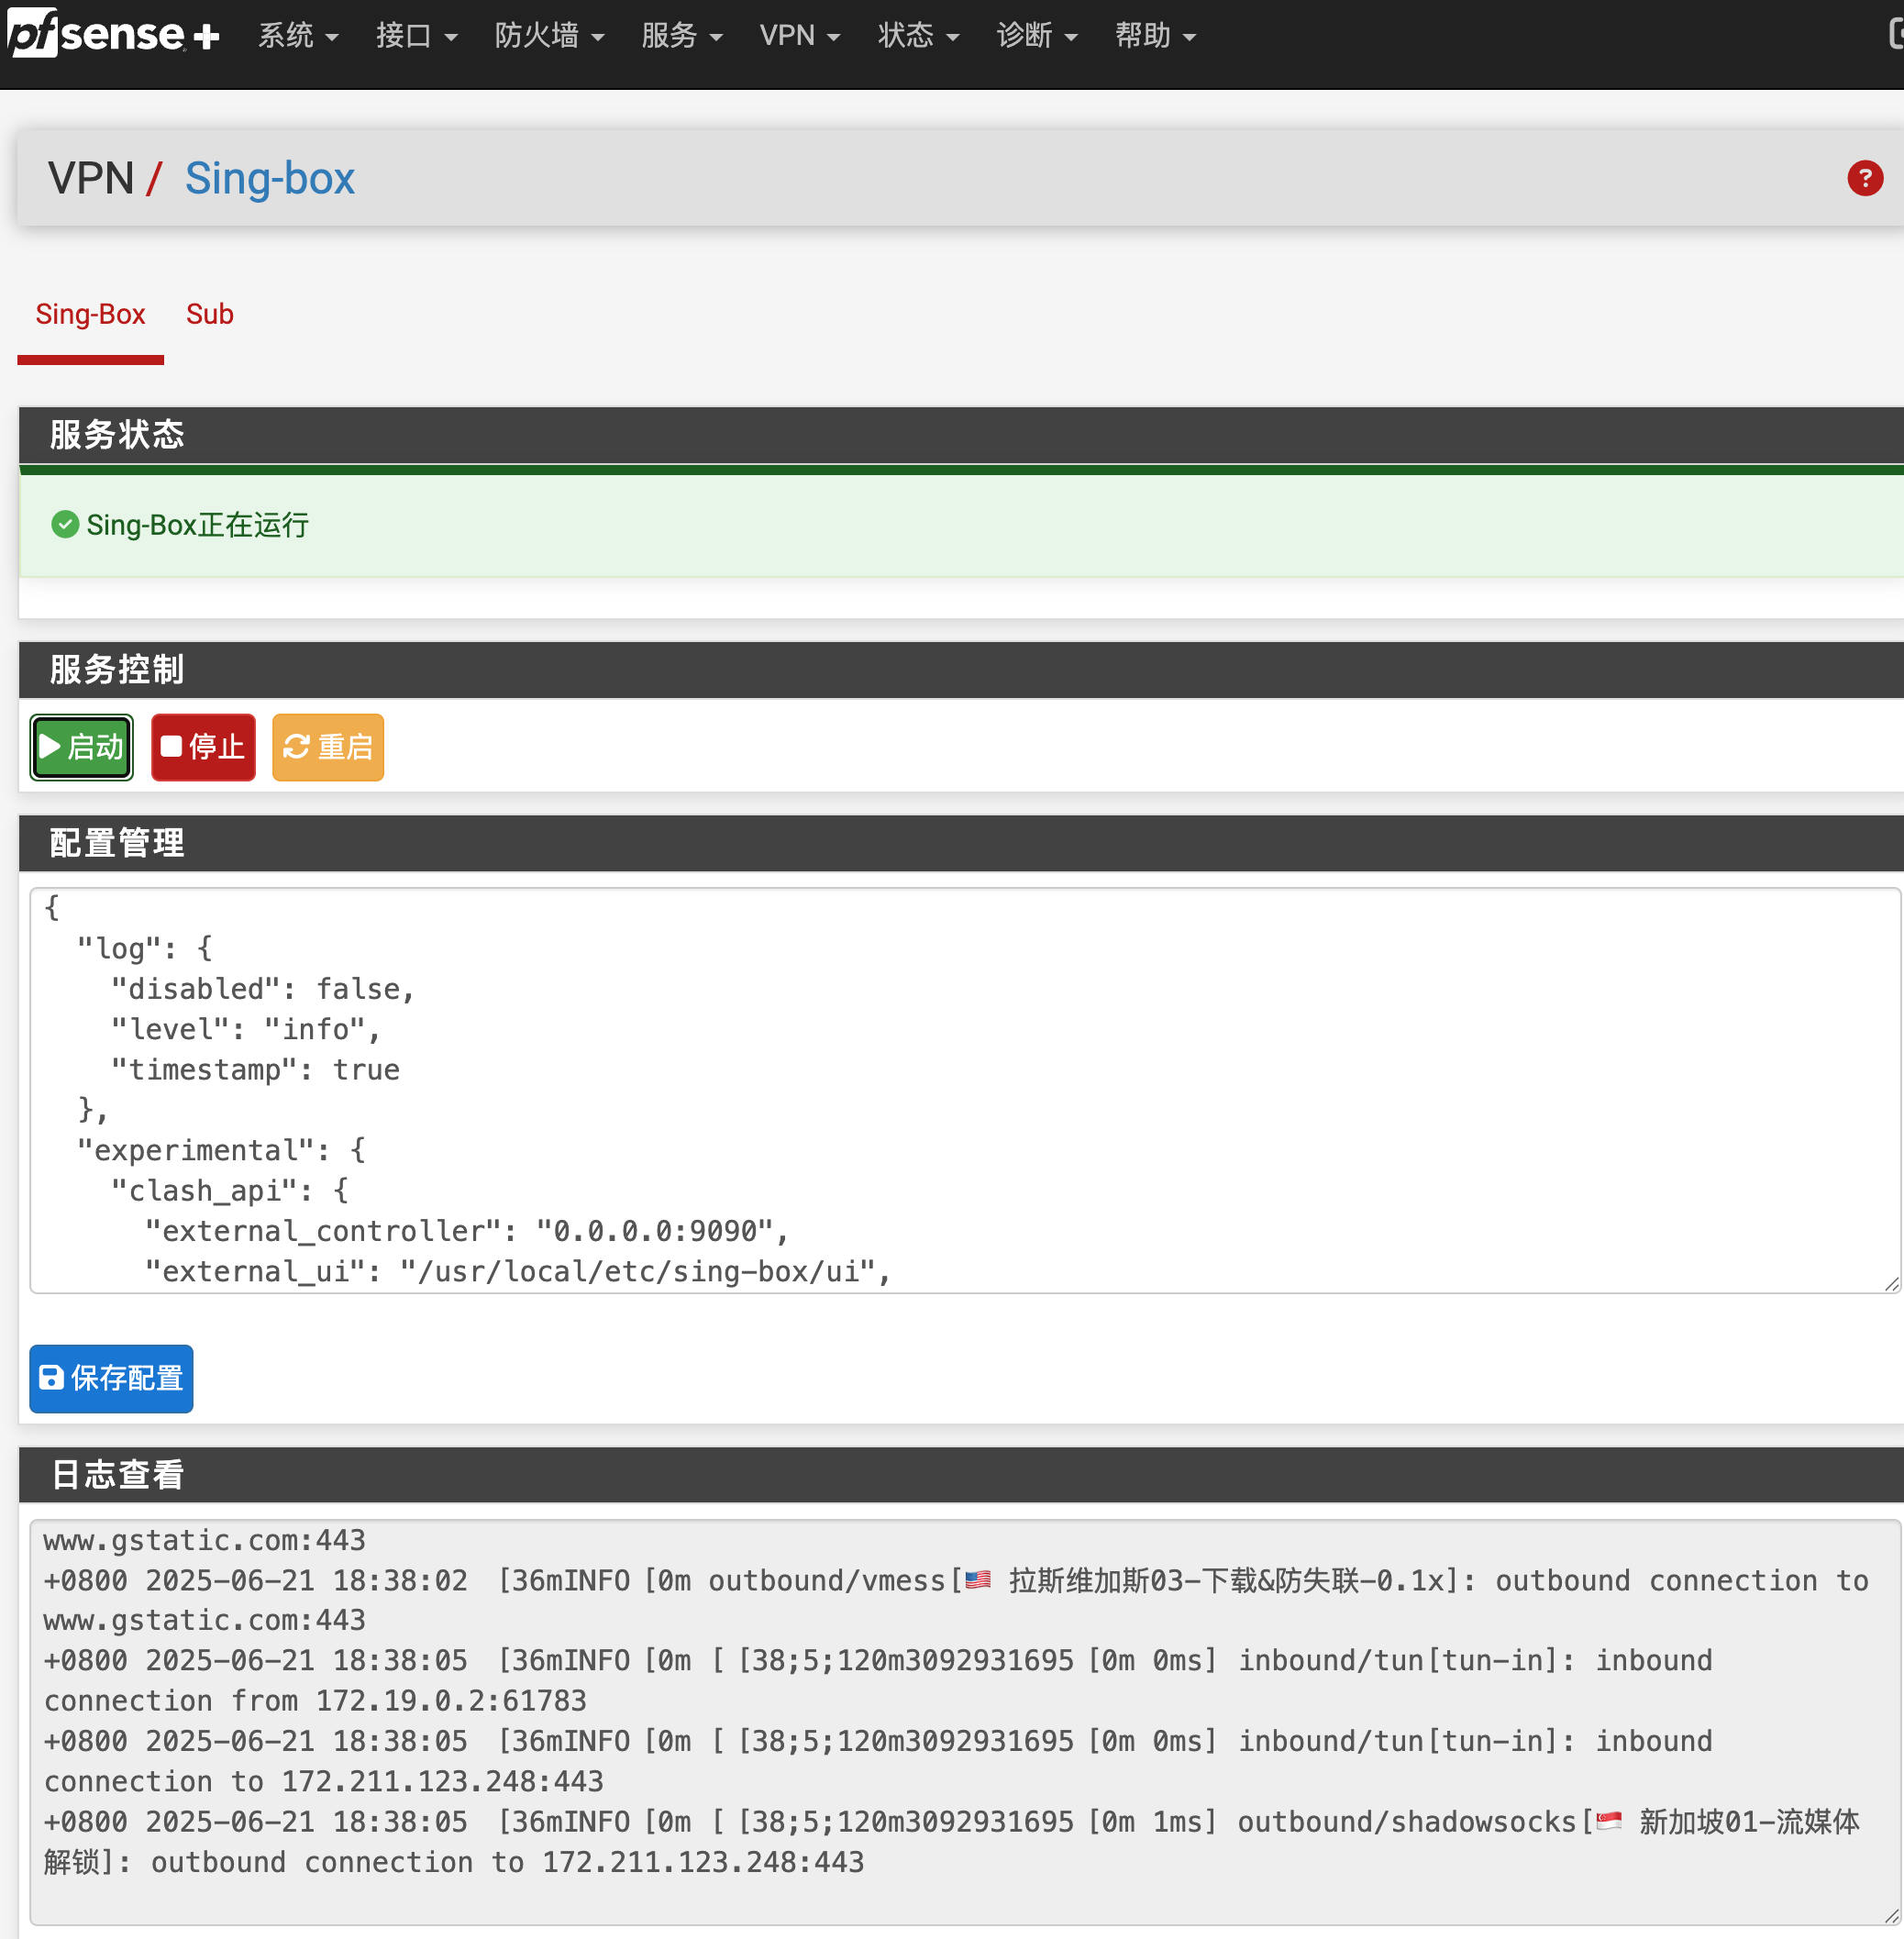 pfsense+ 系统 接口 防火墙 服务 VPN 状态 诊断 帮助
VPN / Sing-box
Sing-Box Sub
服务状态
Sing-Box正在运行
服务控制
启动 停止 重启
配置管理
{
  "log": {
    "disabled": false,
    "level": "info",
    "timestamp": true
  },
  "experimental": {
    "clash_api": {
      "external_controller": "0.0.0.0:9090",
      "external_ui": "/usr/local/etc/sing-box/ui",
保存配置
日志查看
www.gstatic.com:443
+0800 2025-06-21 18:38:02 [36mINFO[0m outbound/vmess[🇺🇸 拉斯维加斯03-下载&防失联-0.1x]: outbound connection to
www.gstatic.com:443
+0800 2025-06-21 18:38:05 [36mINFO[0m [[38;5;120m3092931695[0m 0ms] inbound/tun[tun-in]: inbound
connection from 172.19.0.2:61783
+0800 2025-06-21 18:38:05 [36mINFO[0m [[38;5;120m3092931695[0m 0ms] inbound/tun[tun-in]: inbound
connection to 172.211.123.248:443
+0800 2025-06-21 18:38:05 [36mINFO[0m [[38;5;120m3092931695[0m 1ms] outbound/shadowsocks[🇸🇬 新加坡01-流媒体
解锁]: outbound connection to 172.211.123.248:443